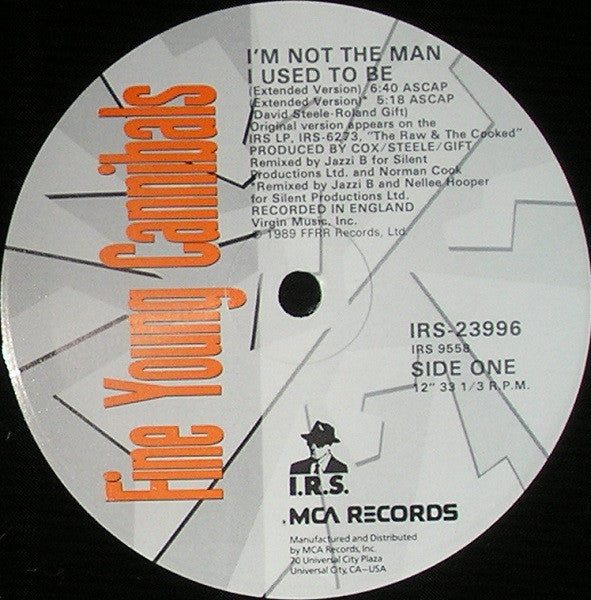 Fine Young Cannibals
I'M NOT THE MAN
I USED TO BE
(Extended Version) 6:40 ASCAP
(Extended Version)* 5:18 ASCAP
(David Steele-Roland Gift)
Original version appears on the
IRS LP, IRS-6273, "The Raw & The Cooked"
PRODUCED BY COX/STEELE/GIFT
Remixed by Jazzi B for Silent
Productions Ltd. and Norman Cook
*Remixed by Jazzi B and Nellee Hooper
for Silent Productions Ltd.
RECORDED IN ENGLAND
Virgin Music, Inc.
℗ 1989 FFRR Records, Ltd.
IRS-23996
IRS 9558
SIDE ONE
12" 33 1/3 R.P.M.
I.R.S.
MCA RECORDS
Manufactured and Distributed
by MCA Records, Inc.
70 Universal City Plaza
Universal City, CA—USA